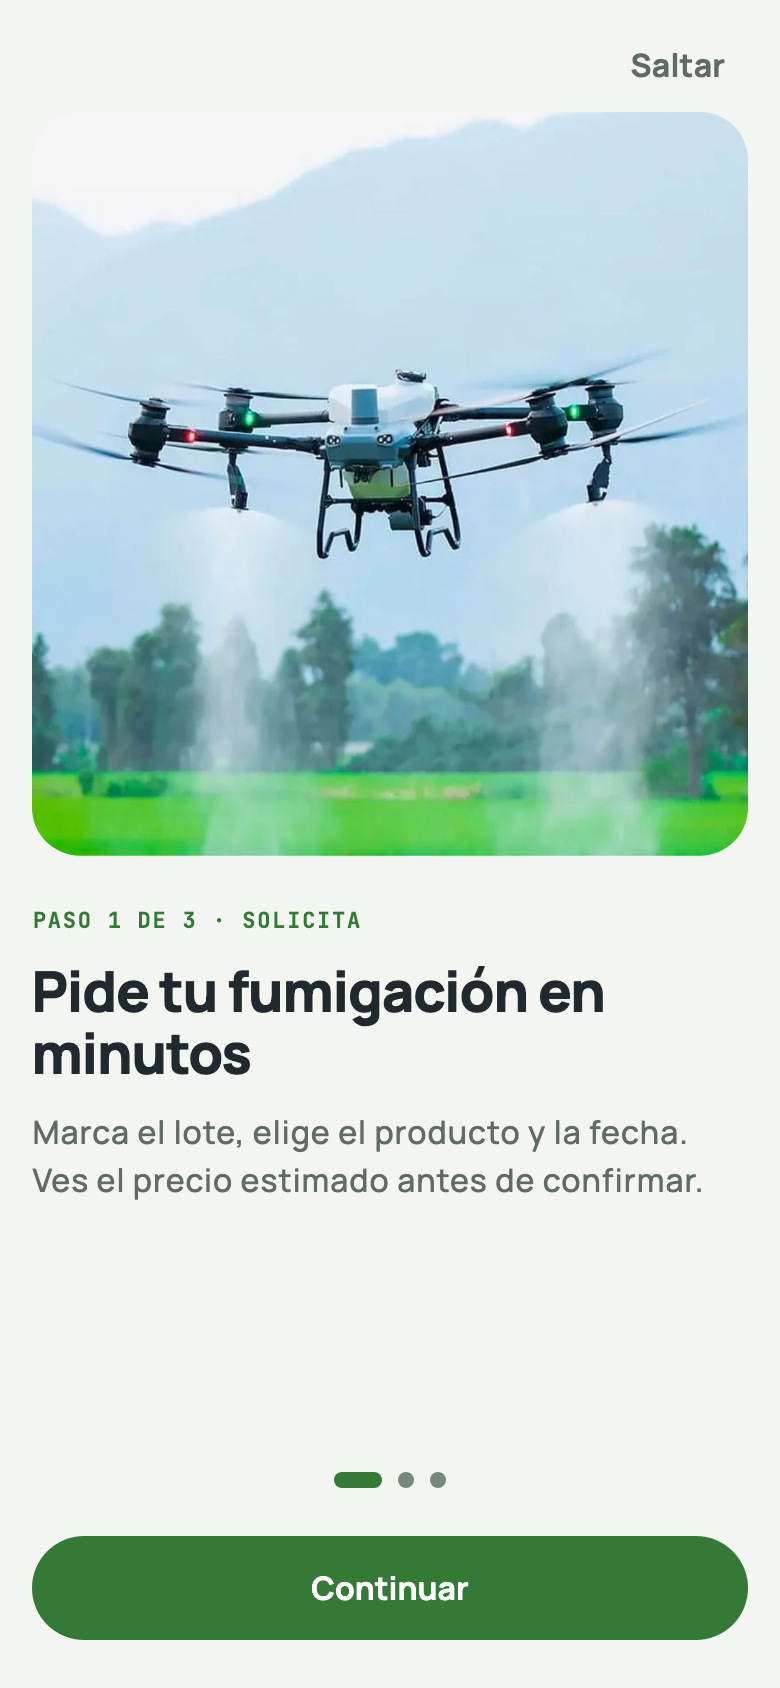 Saltar
PASO 1 DE 3 · SOLICITA
Pide tu fumigación en
minutos
Marca el lote, elige el producto y la fecha.
Ves el precio estimado antes de confirmar.
Continuar